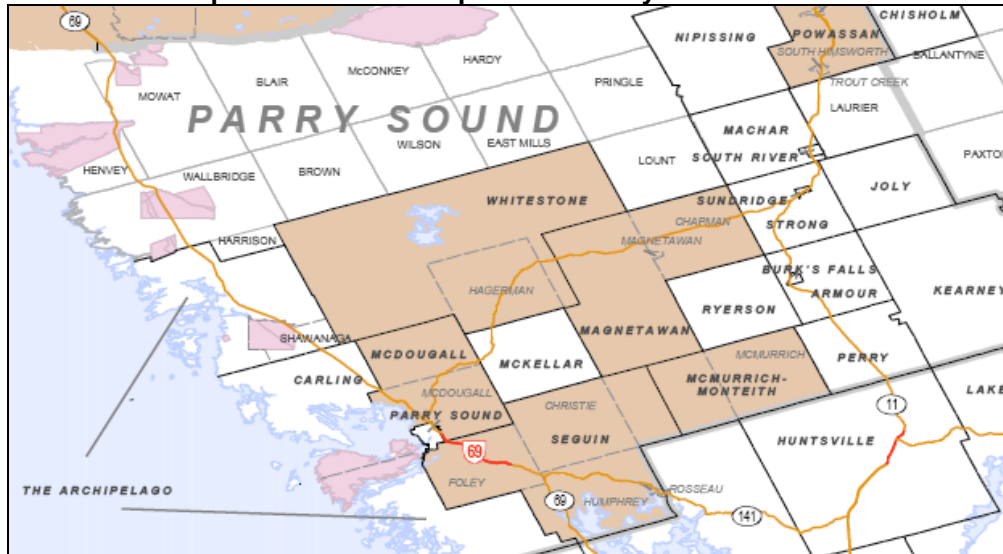 69
CHISHOLM
NIPISSING
POWASSAN
SOUTH HIMSWORTH
BALLANTYNE
HARDY
McCONKEY
BLAIR
PRINGLE
TROUT CREEK
MOWAT
LAURIER
PARRY SOUND
MACHAR
WILSON
EAST MILLS
LOUNT
SOUTH RIVER
PAXTO
HENVEY
WALLBRIDGE
BROWN
JOLY
WHITESTONE
SUNDRIDGE
CHAPMAN
STRONG
HARRISON
MAGNETAWAN
BURK'S FALLS
HAGERMAN
ARMOUR
KEARNEY
RYERSON
MAGNETAWAN
SHAWANAGA
MCDOUGALL
MCKELLAR
MCMURRICH
PERRY
CARLING
MCMURRICH-
MONTEITH
MCDOUGALL
LAKE
CHRISTIE
11
PARRY SOUND
SEGUIN
HUNTSVILLE
69
FOLEY
THE ARCHIPELAGO
ROSSEAU
69
HUMPHREY
141